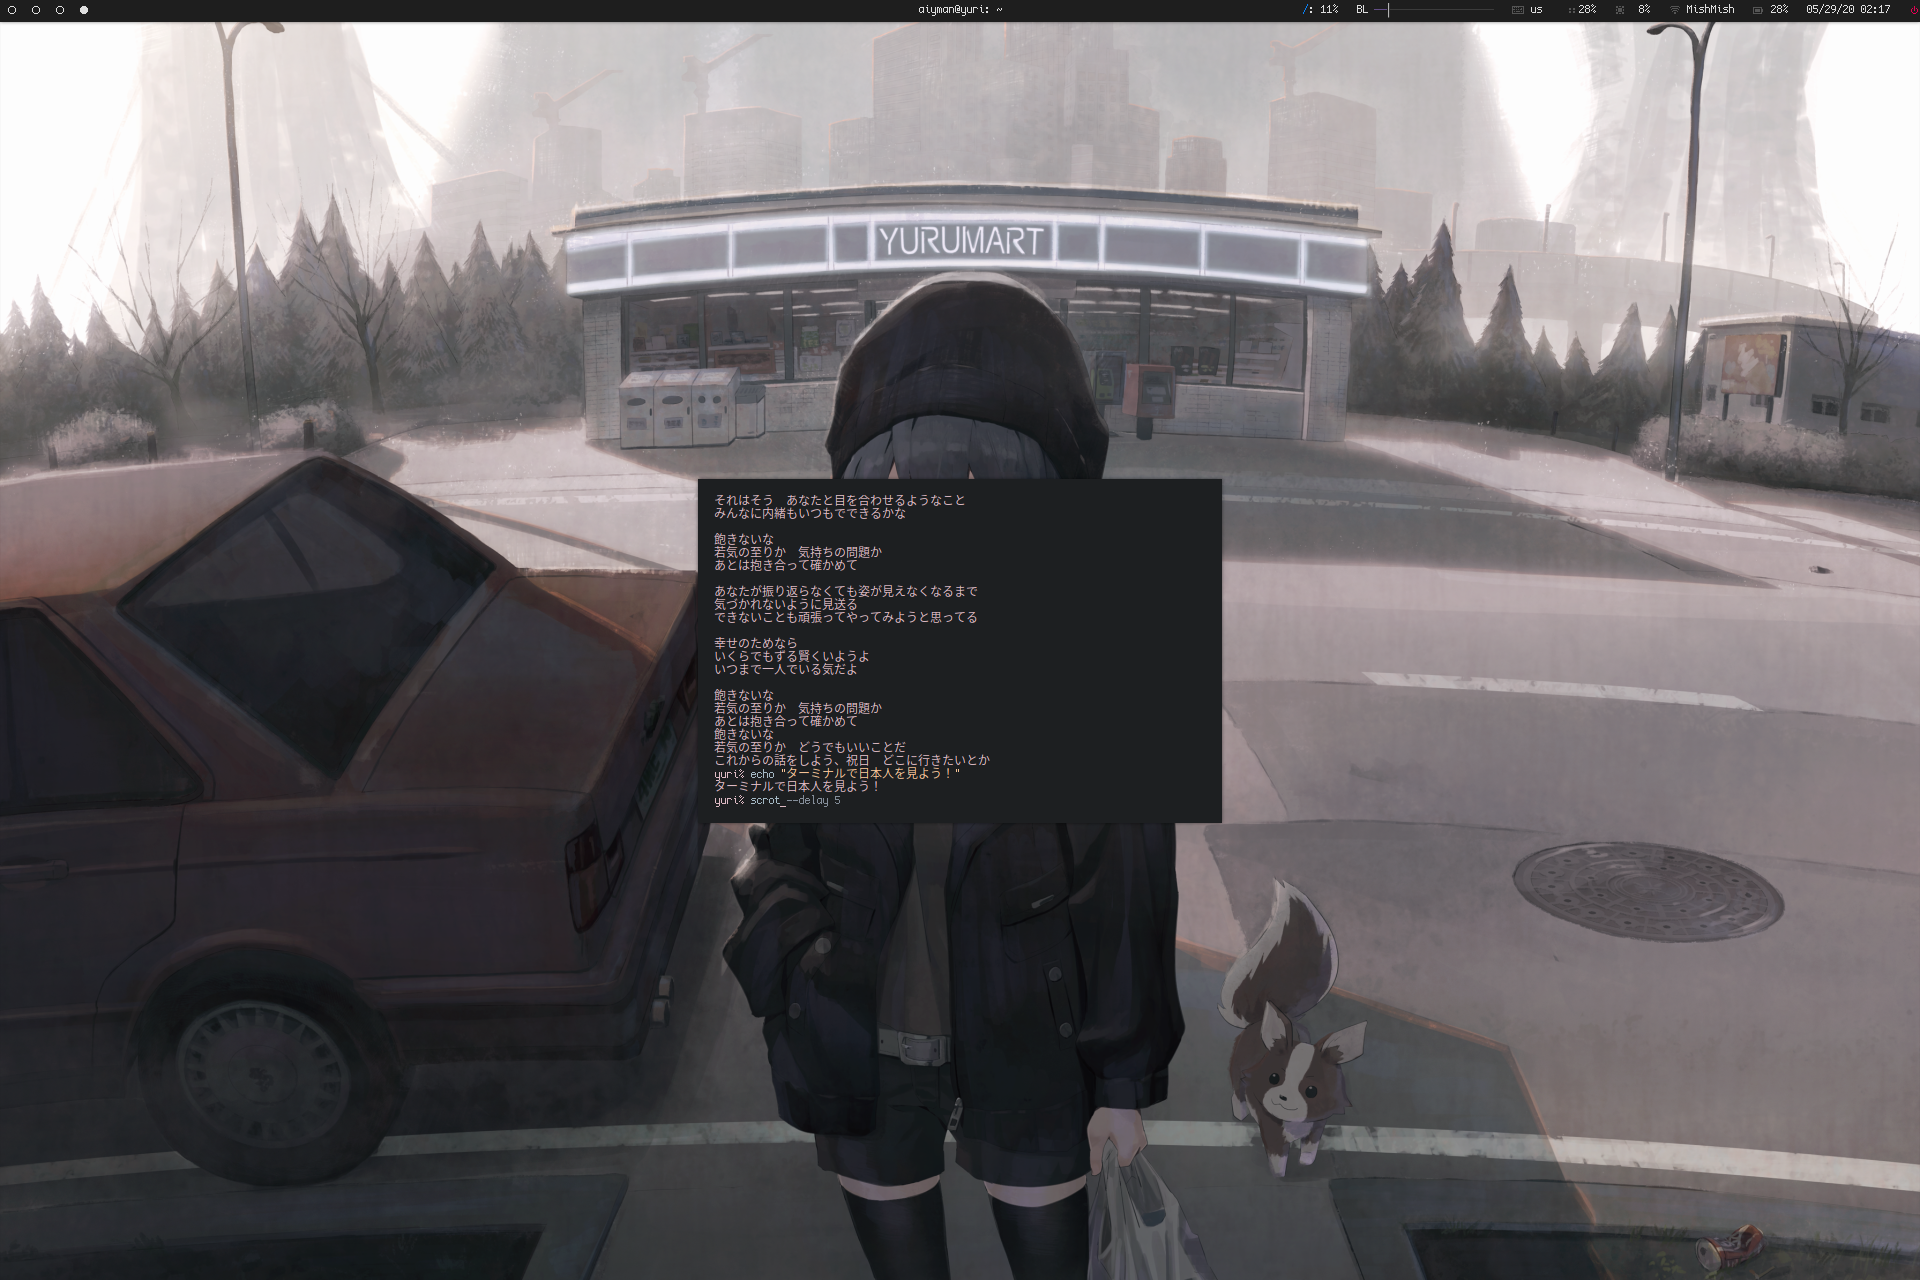 aiyman@yuri: ~
/: 11% BL us 28% 8% MishMish 28% 05/29/20 02:17
YURUMART
それはそう　あなたと目を合わせるようなこと
みんなに内緒もいつもでできるかな
飽きないな
若気の至りか　気持ちの問題か
あとは抱き合って確かめて
あなたが振り返らなくても姿が見えなくなるまで
気づかれないように見送る
できないことも頑張ってやってみようと思ってる
幸せのためなら
いくらでもずる賢くいようよ
いつまで一人でいる気だよ
飽きないな
若気の至りか　気持ちの問題か
あとは抱き合って確かめて
飽きないな
若気の至りか　どうでもいいことだ
これからの話をしよう、祝日　どこに行きたいとか
yuri% echo "ターミナルで日本人を見よう！"
ターミナルで日本人を見よう！
yuri% scrot_--delay 5